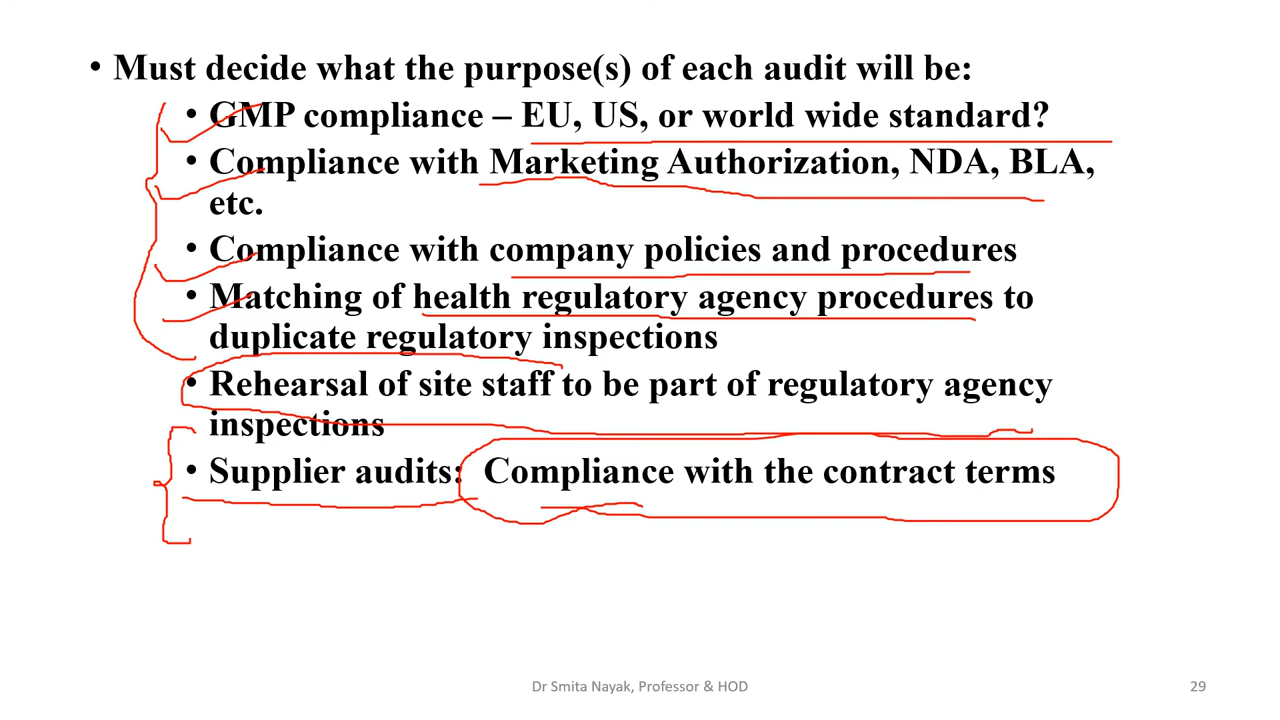 • Must decide what the purpose(s) of each audit will be:
• GMP compliance – EU, US, or world wide standard?
• Compliance with Marketing Authorization, NDA, BLA,
etc.
• Compliance with company policies and procedures
• Matching of health regulatory agency procedures to
duplicate regulatory inspections
• Rehearsal of site staff to be part of regulatory agency
inspections
• Supplier audits: Compliance with the contract terms
Dr Smita Nayak, Professor & HOD
29